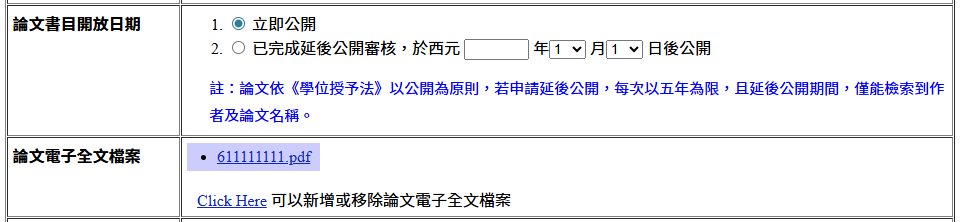 論文書目開放日期
1. 立即公開
2. 已完成延後公開審核，於西元 年 1 月 1 日後公開
註：論文依《學位授予法》以公開為原則，若申請延後公開，每次以五年為限，且延後公開期間，僅能檢索到作
者及論文名稱。
論文電子全文檔案
611111111.pdf
Click Here 可以新增或移除論文電子全文檔案